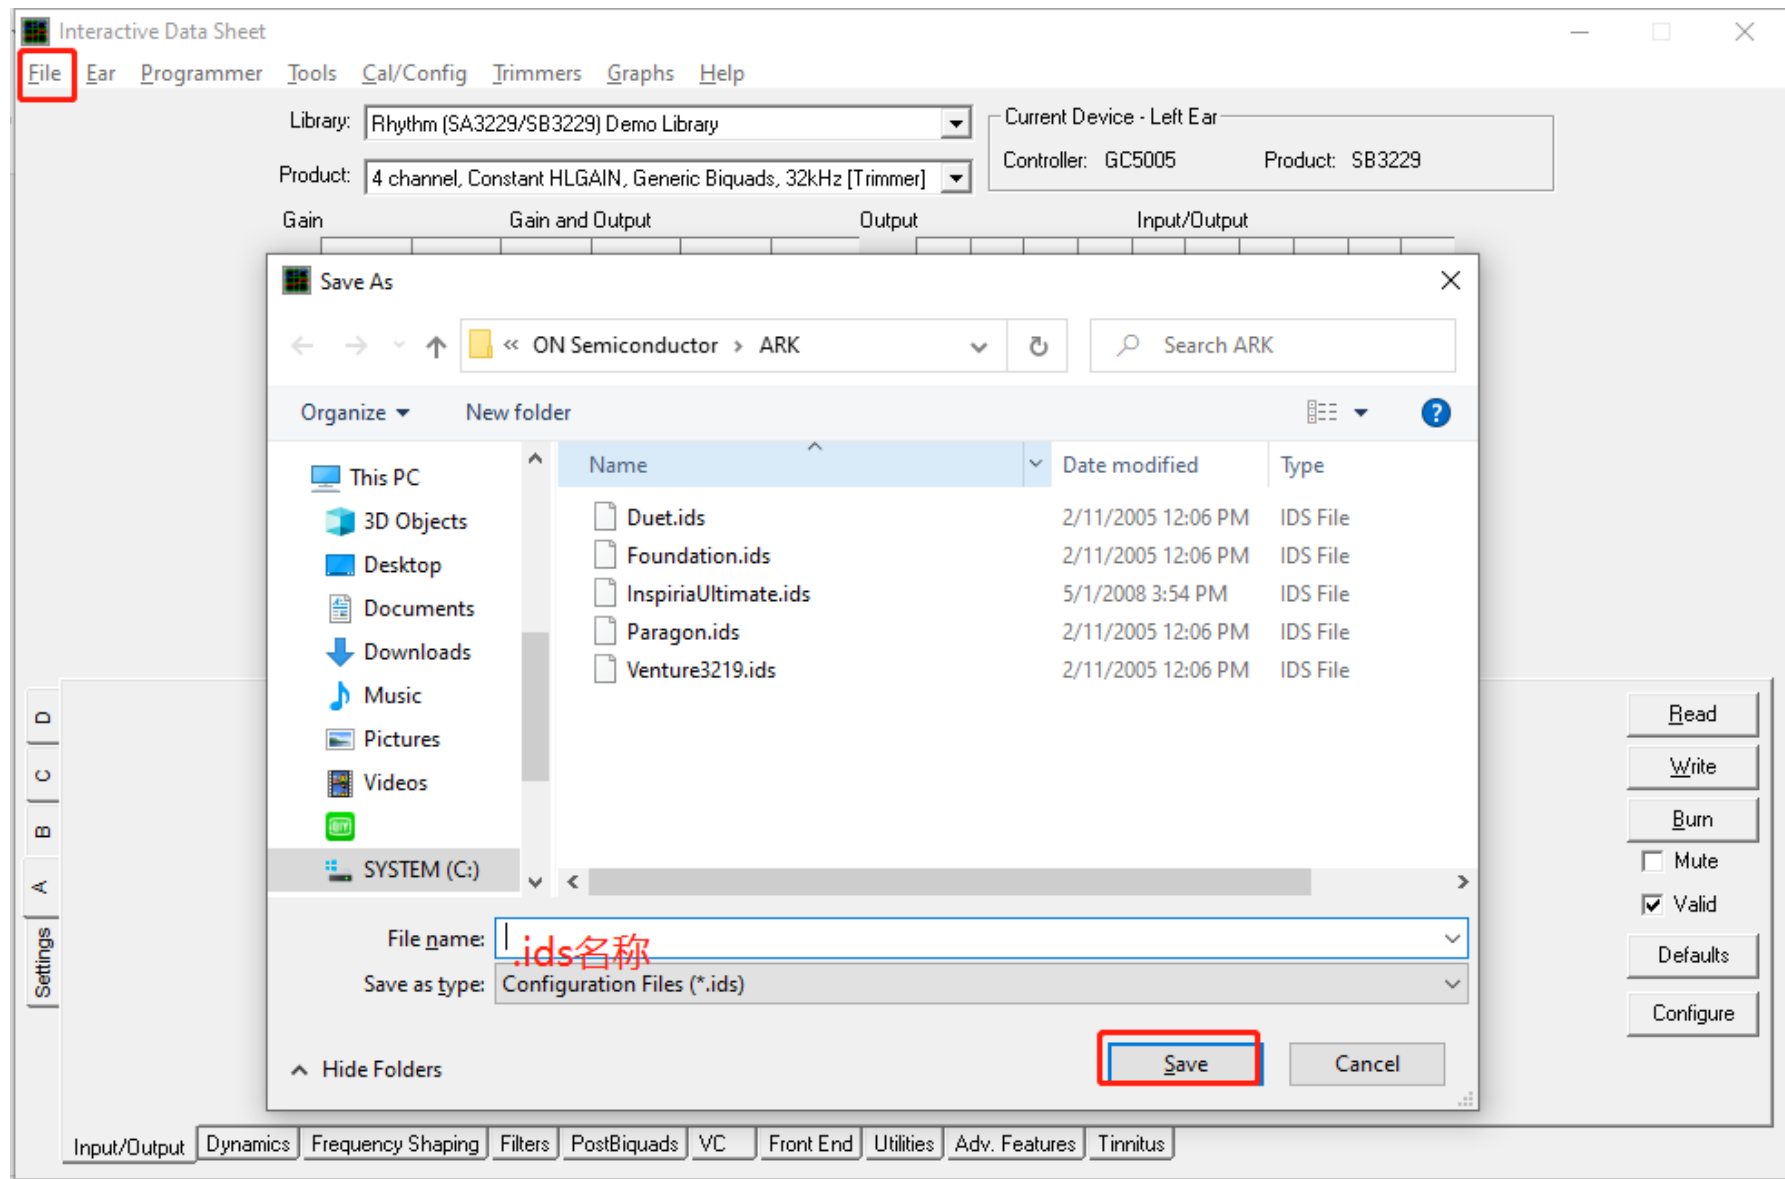 Interactive Data Sheet
File Ear Programmer Tools Cal/Config Trimmers Graphs Help
Library: Rhythm (SA3229/SB3229) Demo Library
Current Device - Left Ear
Product: 4 channel, Constant HLGAIN, Generic Biquads, 32kHz [Trimmer]
Controller: GC5005 Product: SB3229
Gain Gain and Output Output Input/Output
Save As
« ON Semiconductor > ARK
Search ARK
Organize New folder
?
Name Date modified Type
This PC
3D Objects
Desktop
Documents
Downloads
Music
Pictures
Videos
SYSTEM (C:)
Duet.ids 2/11/2005 12:06 PM IDS File
Foundation.ids 2/11/2005 12:06 PM IDS File
InspiriaUltimate.ids 5/1/2008 3:54 PM IDS File
Paragon.ids 2/11/2005 12:06 PM IDS File
Venture3219.ids 2/11/2005 12:06 PM IDS File
File name: .ids名称
Save as type: Configuration Files (*.ids)
Hide Folders
Save Cancel
D
C
B
A
Settings
Read
Write
Burn
Mute
Valid
Defaults
Configure
Input/Output Dynamics Frequency Shaping Filters PostBiquads VC Front End Utilities Adv. Features Tinnitus